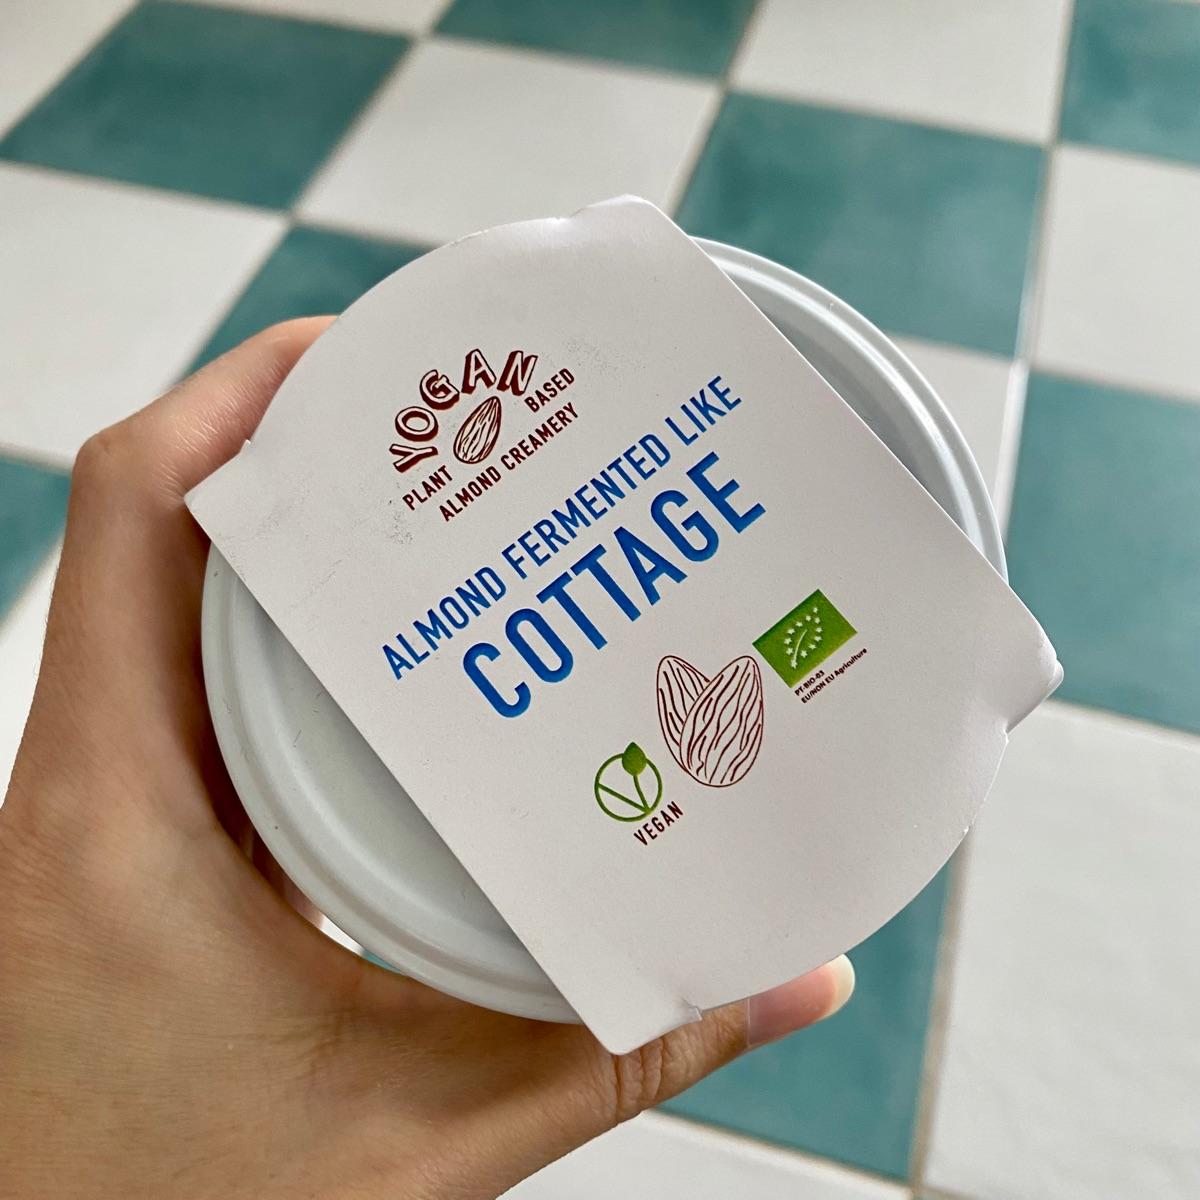 YOGAN
PLANT BASED
ALMOND CREAMERY
ALMOND FERMENTED LIKE
COTTAGE
PT-BIO-03
EU/NON EU Agriculture
VEGAN